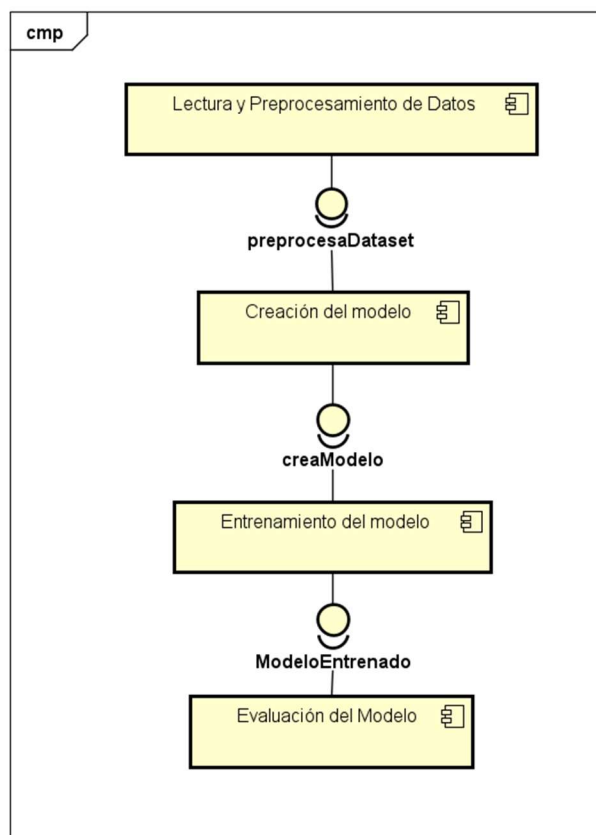 cmp
Lectura y Preprocesamiento de Datos
preprocesaDataset
Creación del modelo
creaModelo
Entrenamiento del modelo
ModeloEntrenado
Evaluación del Modelo